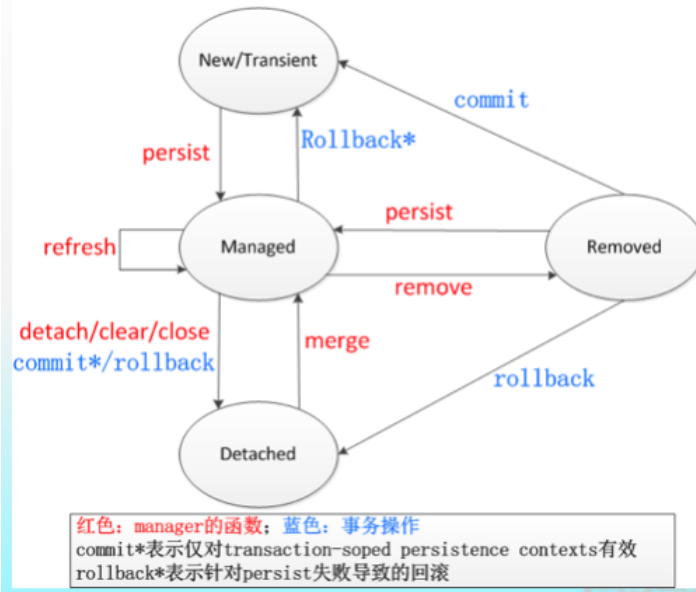 New/Transient
commit
Rollback*
persist
persist
refresh
Managed
Removed
remove
detach/clear/close
commit*/rollback
merge
rollback
Detached
红色：manager的函数；蓝色：事务操作
commit*表示仅对transaction-soped persistence contexts有效
rollback*表示针对persist失败导致的回滚